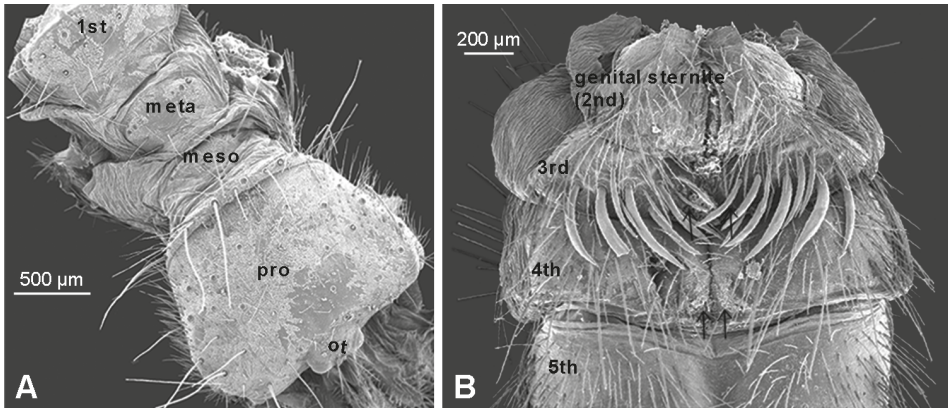 1st
meta
meso
500 µm
pro
ot
A
200 µm
genital sternite
(2nd)
3rd
4th
5th
B